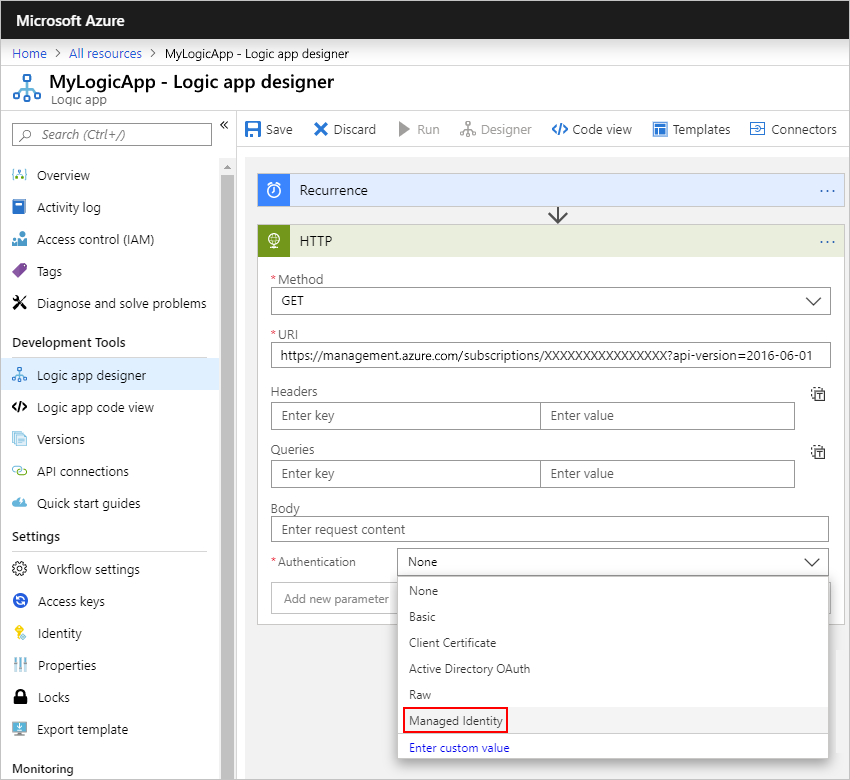 Microsoft Azure
Home > All resources > MyLogicApp - Logic app designer
MyLogicApp - Logic app designer
Logic app
Search (Ctrl+/)
«
Save Discard Run Designer Code view Templates Connectors
Overview
Activity log
Access control (IAM)
Tags
Diagnose and solve problems
Development Tools
Logic app designer
Logic app code view
Versions
API connections
Quick start guides
Settings
Workflow settings
Access keys
Identity
Properties
Locks
Export template
Monitoring
Recurrence ...
HTTP ...
* Method
GET
* URI
https://management.azure.com/subscriptions/XXXXXXXXXXXXXXXX?api-version=2016-06-01
Headers
Enter key Enter value
Queries
Enter key Enter value
Body
Enter request content
* Authentication None
Add new parameter
None
Basic
Client Certificate
Active Directory OAuth
Raw
Managed Identity
Enter custom value